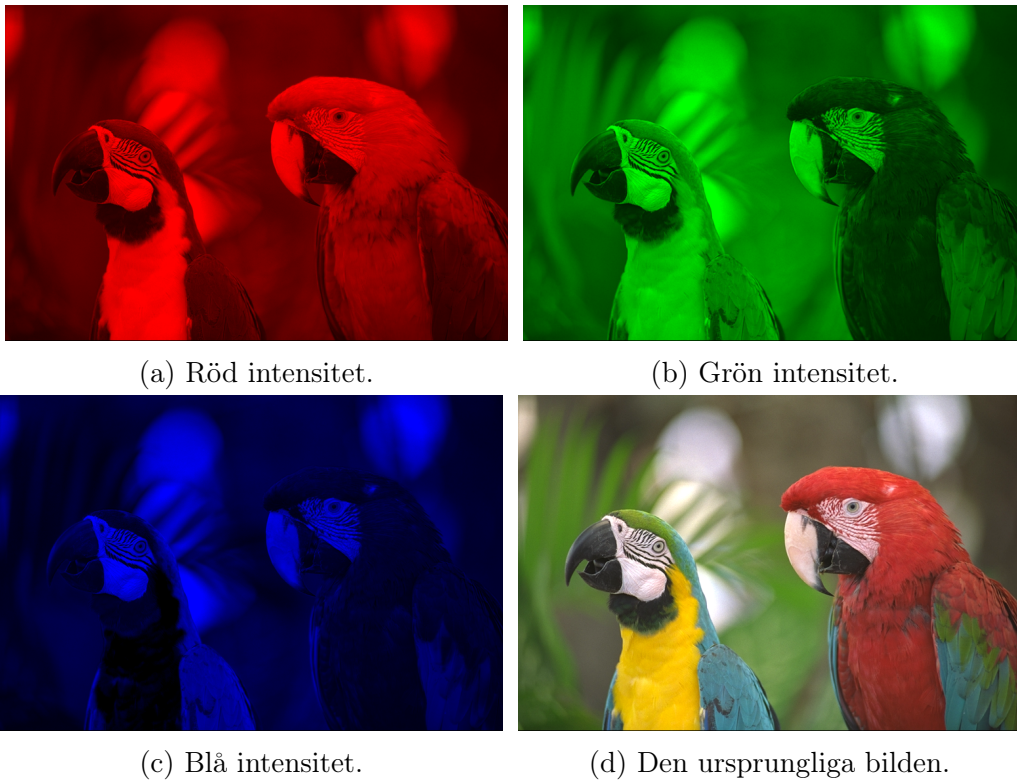 (a) Röd intensitet.
(b) Grön intensitet.
(c) Blå intensitet.
(d) Den ursprungliga bilden.